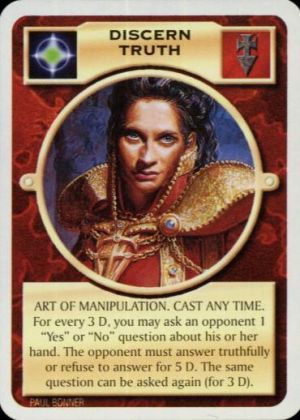 DISCERN
TRUTH
ART OF MANIPULATION. CAST ANY TIME.
For every 3 D, you may ask an opponent 1
“Yes” or “No” question about his or her
hand. The opponent must answer truthfully
or refuse to answer for 5 D. The same
question can be asked again (for 3 D).
PAUL BONNER